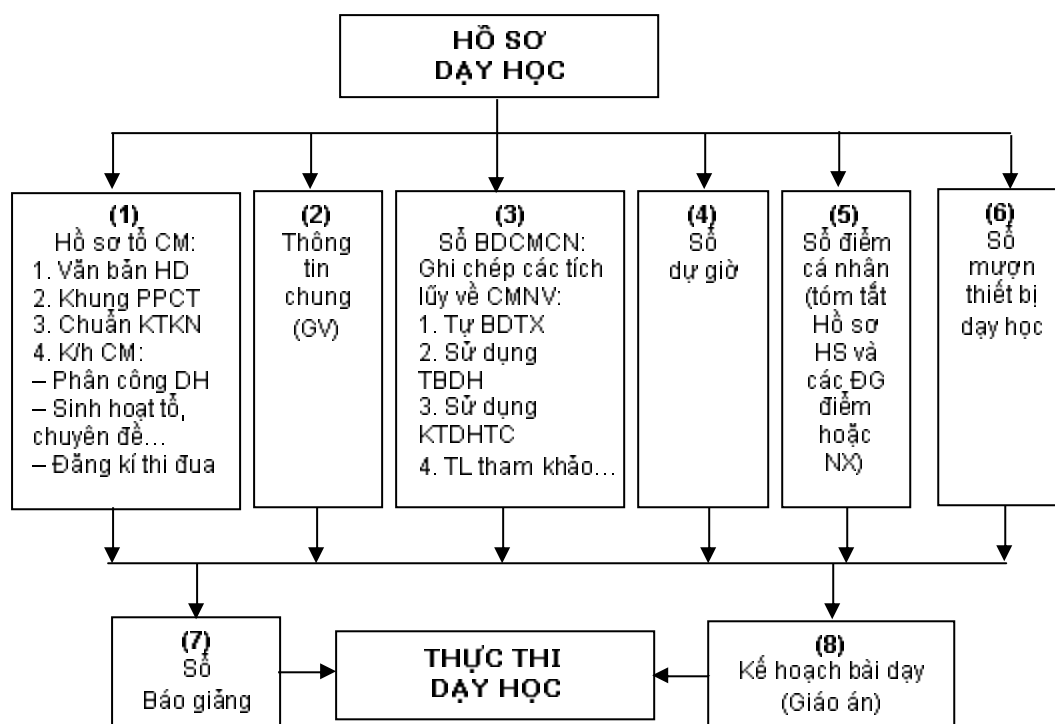 HỒ SƠ
DẠY HỌC
(1)
Hồ sơ tổ CM:
1. Văn bản HD
2. Khung PPCT
3. Chuẩn KTKN
4. K/h CM:
– Phân công DH
– Sinh hoạt tổ,
chuyên đề...
– Đăng kí thi đua
(2)
Thông
tin
chung
(GV)
(3)
Sổ BDCMCN:
Ghi chép các tích
lũy về CMNV:
1. Tự BDTX
2. Sử dụng
TBDH
3. Sử dụng
KTDHTC
4. TL tham khảo...
(4)
Sổ
dự giờ
(5)
Sổ điểm
cá nhân
(tóm tắt
Hồ sơ
HS và
các ĐG
điểm
hoặc
NX)
(6)
Sổ
mượn
thiết bị
dạy học
(7)
Sổ
Báo giảng
THỰC THI
DẠY HỌC
(8)
Kế hoạch bài dạy
(Giáo án)